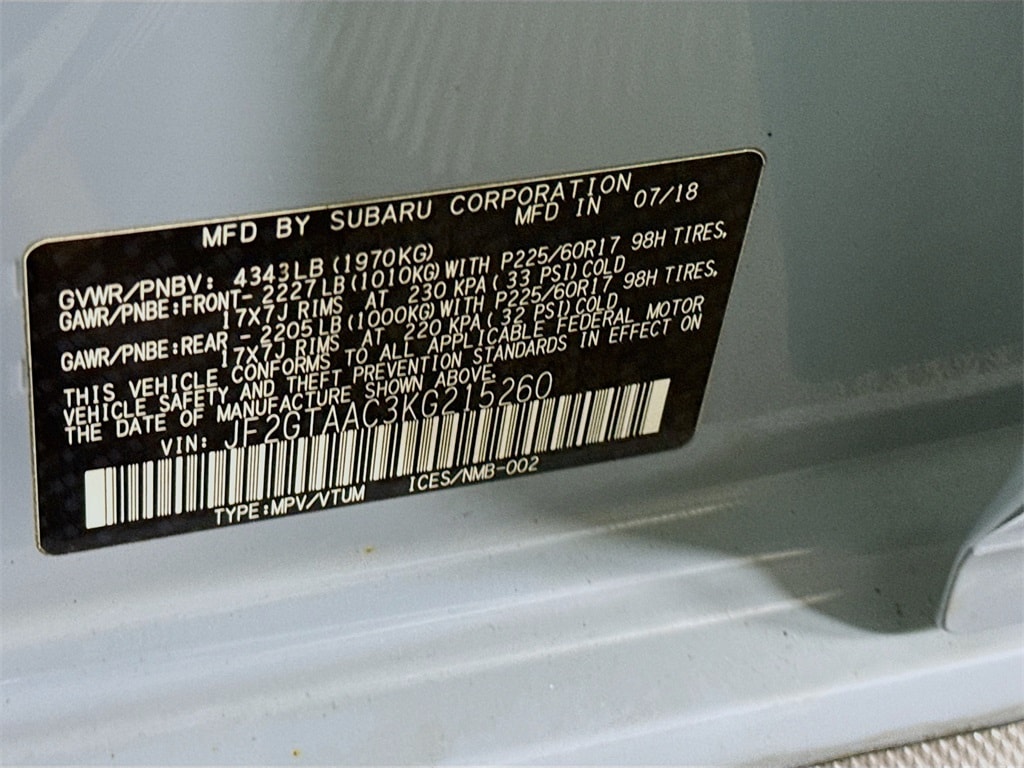 MFD BY SUBARU CORPORATION
MFD IN 07/18
GVWR/PNBV: 4343LB(1970KG)
GAWR/PNBE:FRONT- 2227LB(1010KG)WITH P225/60R17 98H TIRES,
17X7J RIMS AT 230 KPA( 33 PSI)COLD
GAWR/PNBE:REAR - 2205LB(1000KG)WITH P225/60R17 98H TIRES,
17X7J RIMS AT 220 KPA( 32 PSI)COLD
THIS VEHICLE CONFORMS TO ALL APPLICABLE FEDERAL MOTOR
VEHICLE SAFETY AND THEFT PREVENTION STANDARDS IN EFFECT ON
THE DATE OF MANUFACTURE SHOWN ABOVE.
VIN: JF2GTAAC3KG215260
TYPE:MPV/VTUM ICES/NMB-002